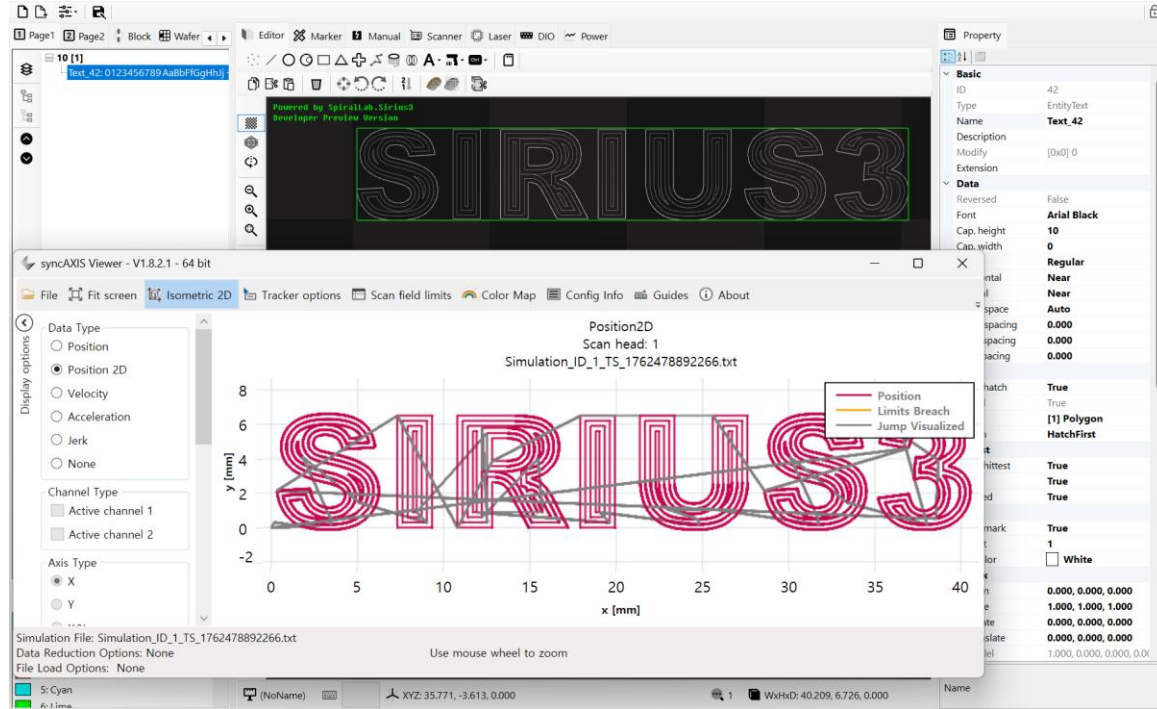 Page1 Page2 Block Wafer
Editor Marker Manual Scanner Laser DIO Power
Property
10 [1]
Text_42: 0123456789 AaBbFfGgHhJj
Powered by SpiralLab.Sirius3
Developer Preview Version
SIRIUS3
Basic
ID 42
Type EntityText
Name Text_42
Description
Modify [0x0] 0
Extension
Data
Reversed False
Font Arial Black
Cap. height 10
Cap. width 0
Regular
Near
Near
space Auto
spacing 0.000
spacing 0.000
0.000
hatch True
True
[1] Polygon
HatchFirst
hittest True
True
True
mark True
1
White
0.000, 0.000, 0.000
1.000, 1.000, 1.000
0.000, 0.000, 0.000
0.000, 0.000, 0.000
1.000, 0.000, 0.000, 0.00
Name
syncAXIS Viewer - V1.8.2.1 - 64 bit
File Fit screen Isometric 2D Tracker options Scan field limits Color Map Config Info Guides About
Display options
Data Type
Position
Position 2D
Velocity
Acceleration
Jerk
None
Channel Type
Active channel 1
Active channel 2
Axis Type
X
Y
Position2D
Scan head: 1
Simulation_ID_1_TS_1762478892266.txt
Position
Limits Breach
Jump Visualized
y [mm]
8
6
4
2
0
-2
0 5 10 15 20 25 30 35 40
x [mm]
Simulation File: Simulation_ID_1_TS_1762478892266.txt
Data Reduction Options: None
Use mouse wheel to zoom
File Load Options: None
5: Cyan
6: Lime
(NoName) XYZ: 35.771, -3.613, 0.000 1 WxHxD: 40.209, 6.726, 0.000